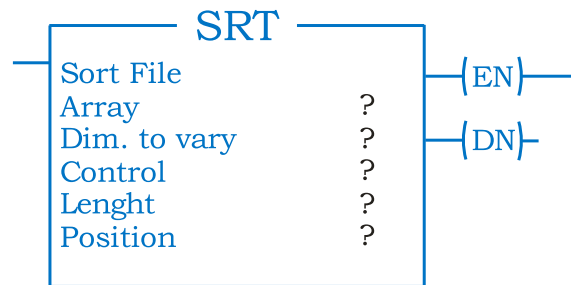 SRT
Sort File
Array ?
Dim. to vary ?
Control ?
Lenght ?
Position ?
(EN)
(DN)